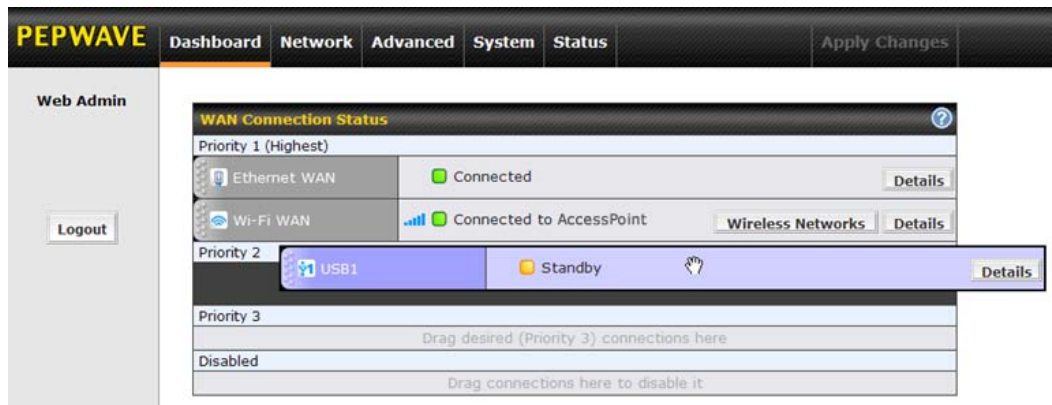 PEPWAVE Dashboard Network Advanced System Status Apply Changes
Web Admin
Logout
WAN Connection Status ?
Priority 1 (Highest)
Ethernet WAN Connected Details
Wi-Fi WAN Connected to AccessPoint Wireless Networks Details
Priority 2
USB1 Standby Details
Priority 3
Drag desired (Priority 3) connections here
Disabled
Drag connections here to disable it